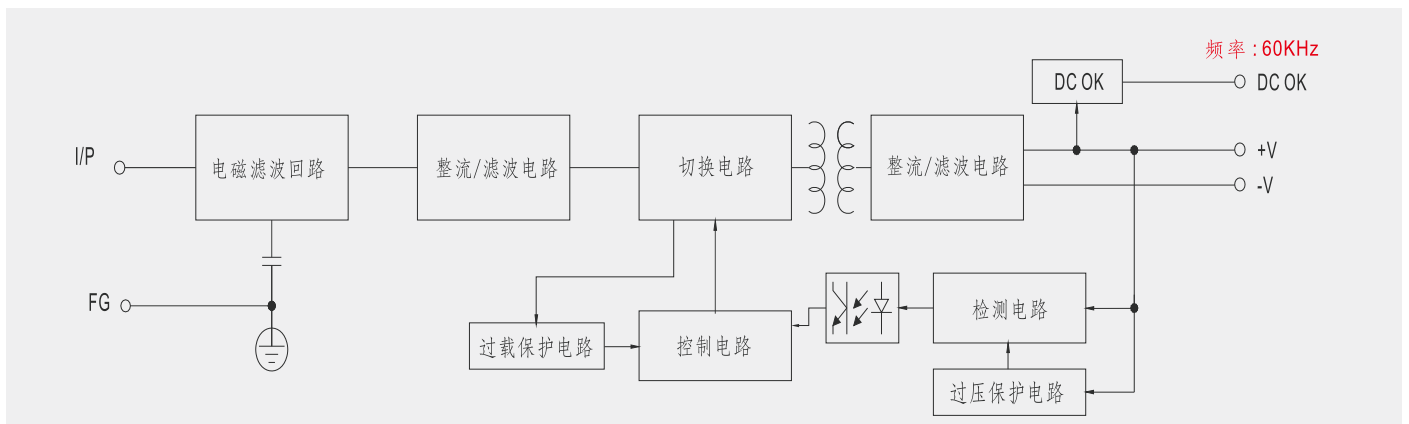 频率 : 60KHz
DC OK
DC OK
I/P
电磁滤波回路
整流/滤波电路
切换电路
整流/滤波电路
+V
-V
FG
过载保护电路
控制电路
检测电路
过压保护电路